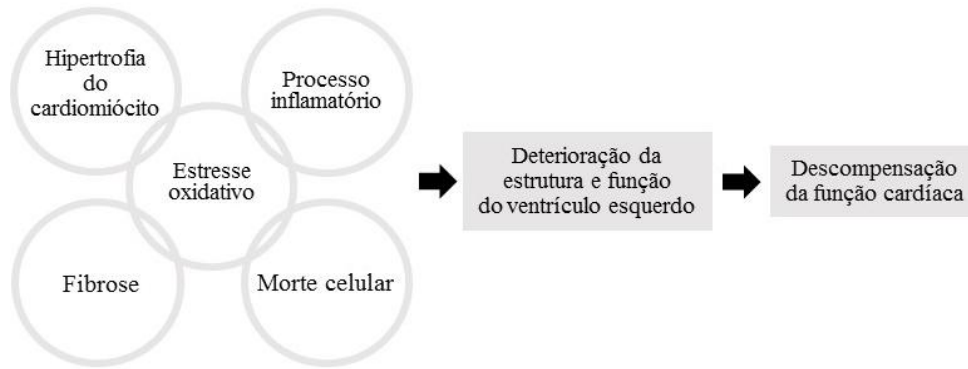 Hipertrofia
do
cardiomiócito
Processo
inflamatório
Estresse
oxidativo
Fibrose
Morte celular
Deterioração da
estrutura e função
do ventrículo esquerdo
Descompensação
da função cardíaca